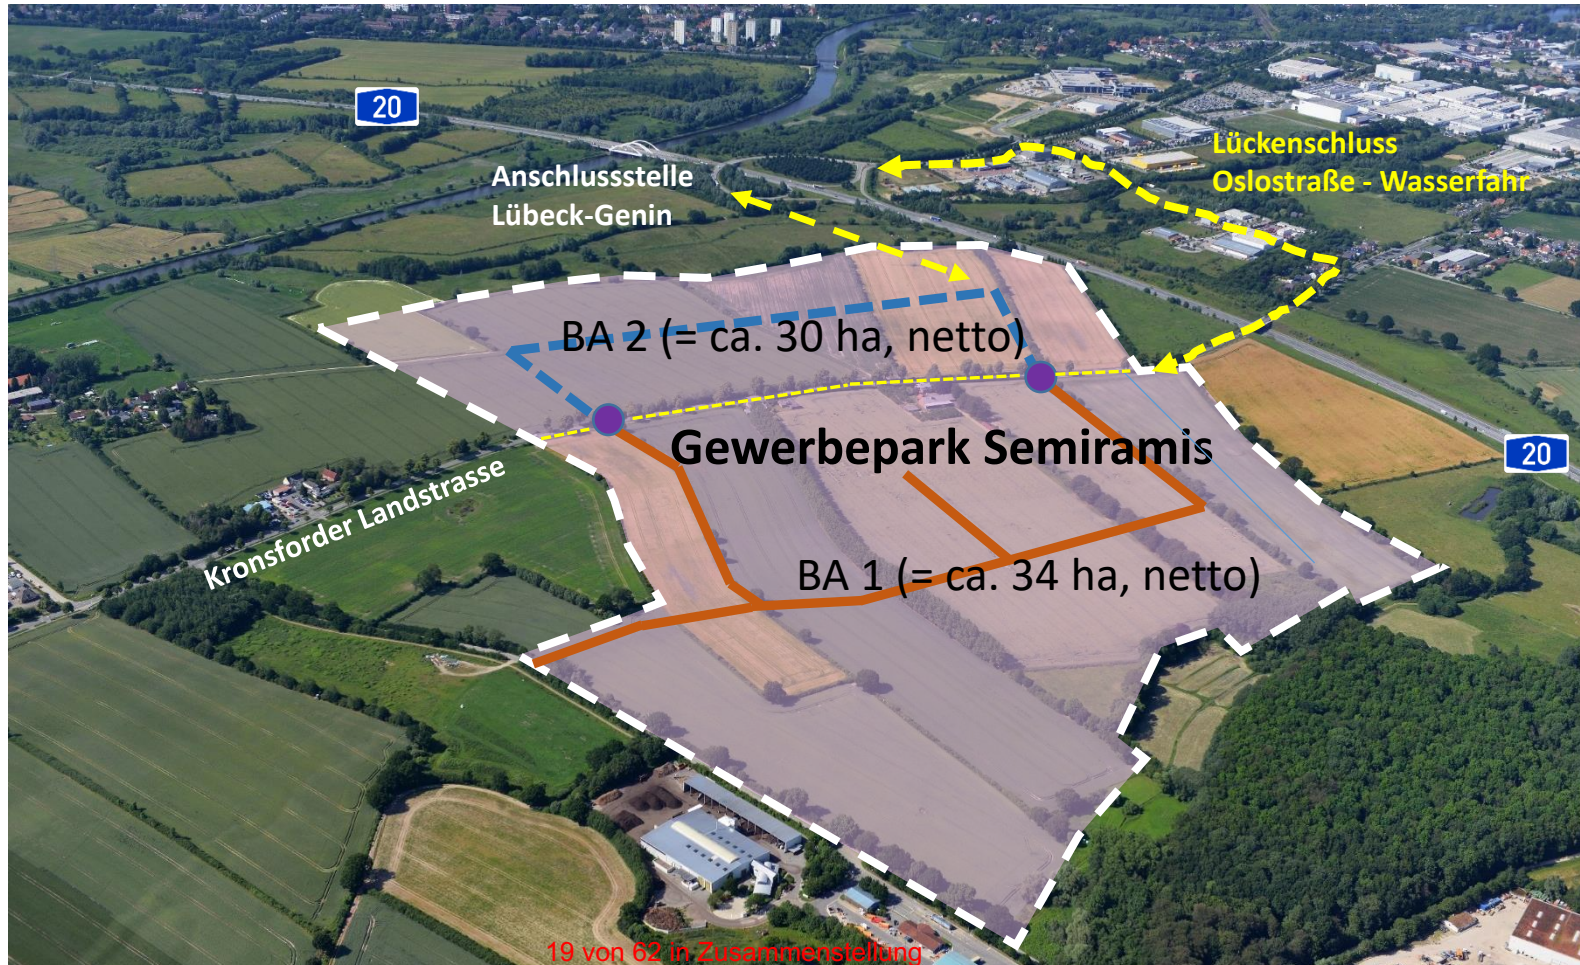 20
Anschlussstelle
Lübeck-Genin
Lückenschluss
Oslostraße - Wasserfahr
BA 2 (= ca. 30 ha, netto)
Gewerbepark Semiramis
20
Kronsforder Landstrasse
BA 1 (= ca. 34 ha, netto)
19 von 62 in Zusammenstellung